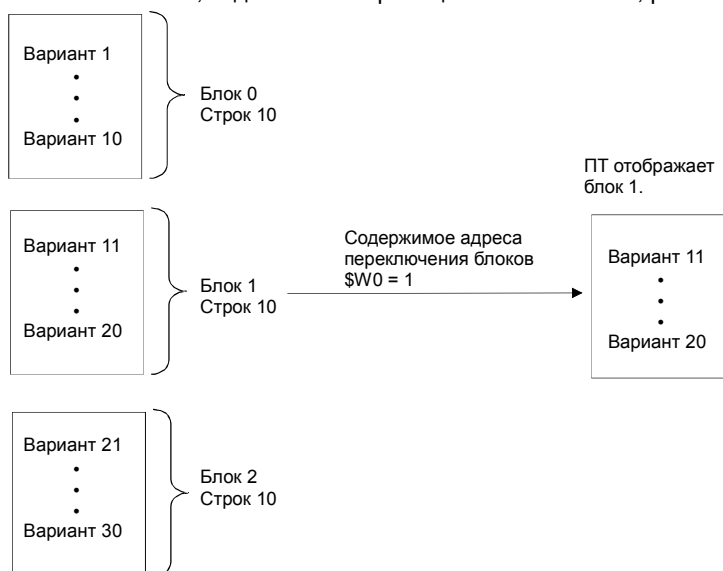 Вариант 1
•
•
•
Вариант 10
Блок 0
Строк 10
ПТ отображает
блок 1.
Вариант 11
•
•
•
Вариант 20
Блок 1
Строк 10
Содержимое адреса
переключения блоков
$W0 = 1
Вариант 11
•
•
•
Вариант 20
Вариант 21
•
•
•
Вариант 30
Блок 2
Строк 10